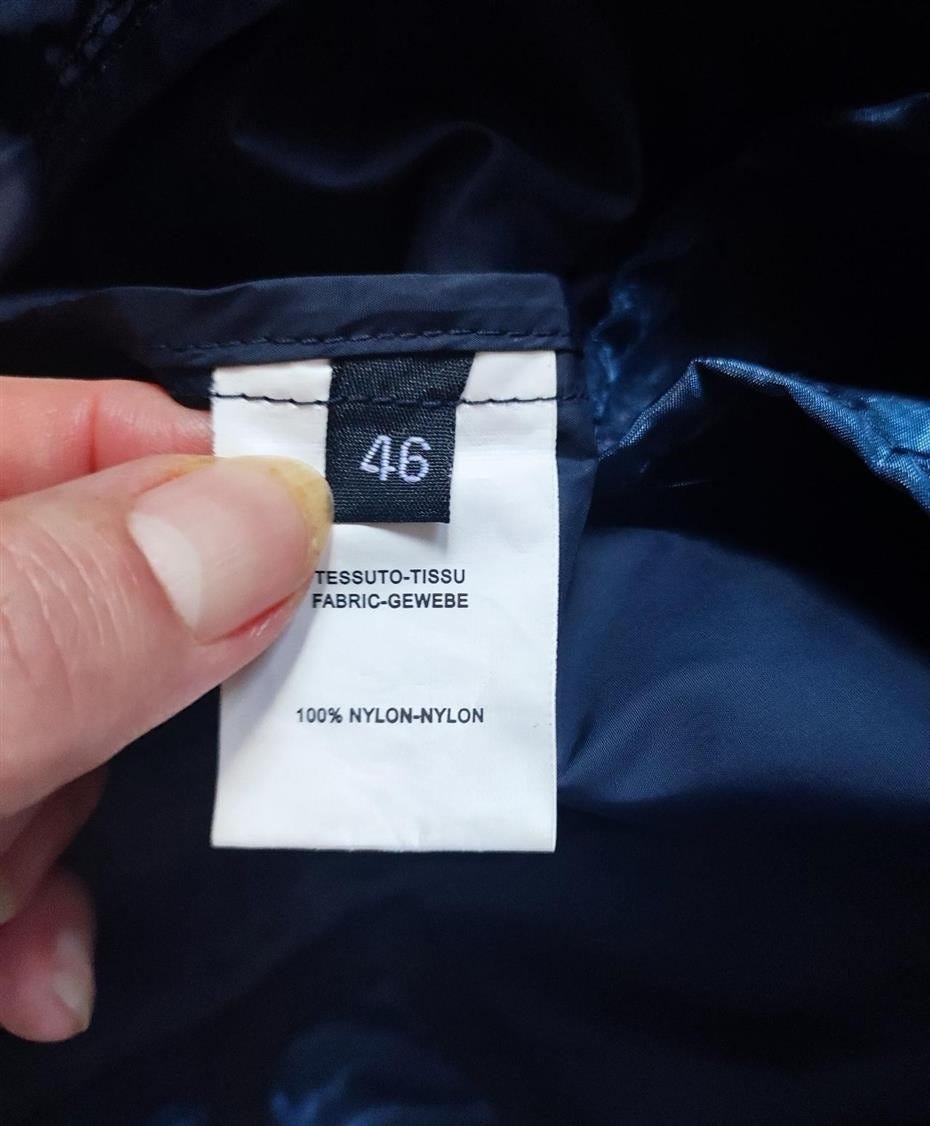 46
TESSUTO-TISSU
FABRIC-GEWEBE
100% NYLON-NYLON